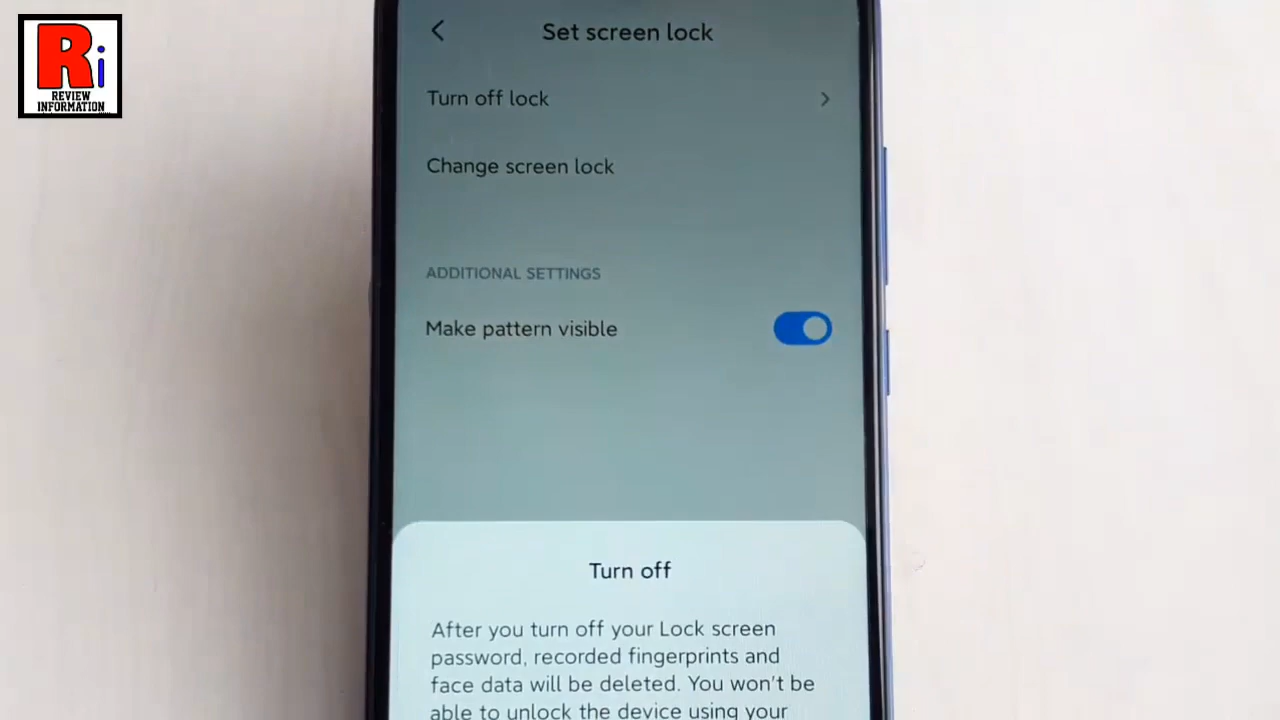 Ri
REVIEW
INFORMATION
Set screen lock
Turn off lock
Change screen lock
ADDITIONAL SETTINGS
Make pattern visible
Turn off
After you turn off your Lock screen
password, recorded fingerprints and
face data will be deleted. You won't be
able to unlock the device using your